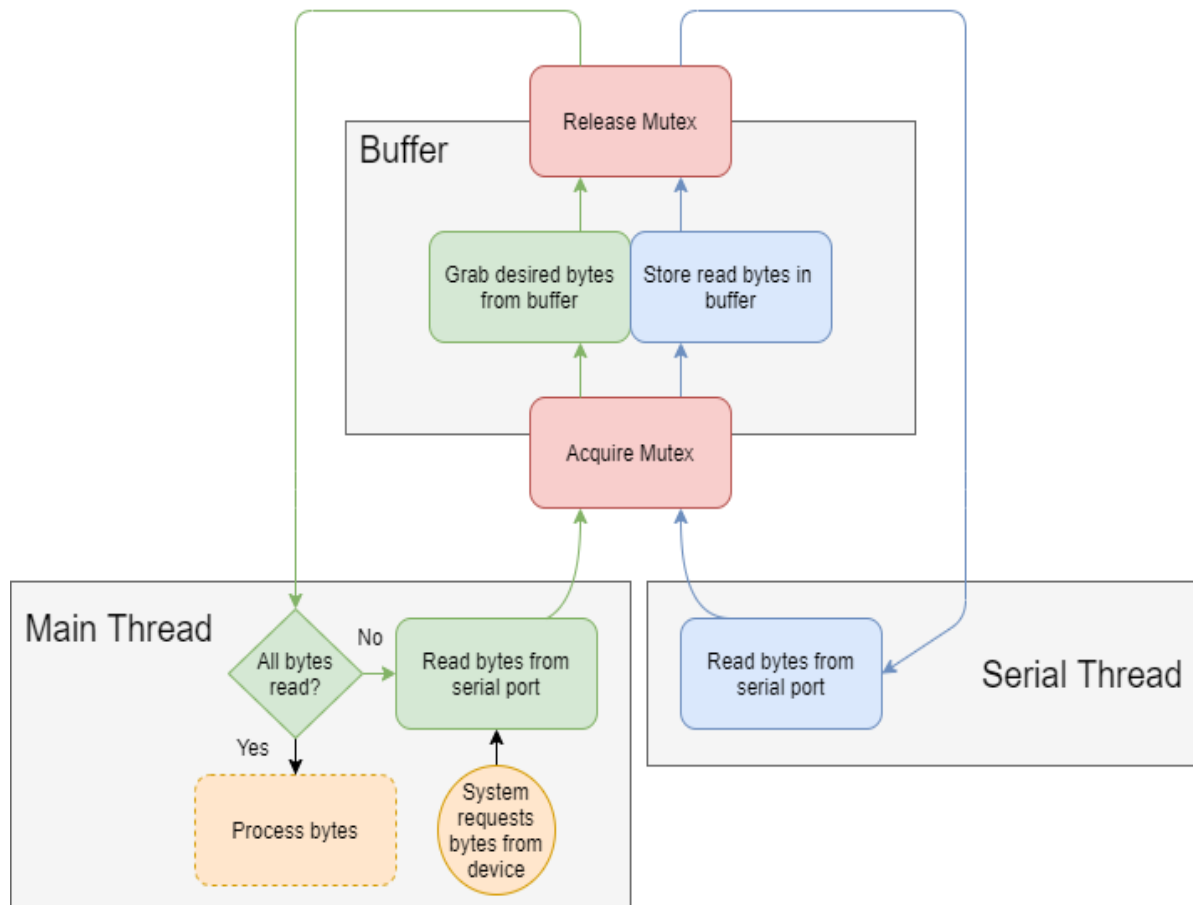 Release Mutex
Buffer
Grab desired bytes
from buffer
Store read bytes in
buffer
Acquire Mutex
Main Thread
All bytes
read?
No
Read bytes from
serial port
Yes
Process bytes
System
requests
bytes from
device
Read bytes from
serial port
Serial Thread